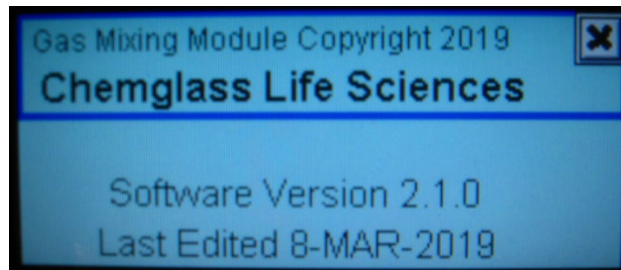 Gas Mixing Module Copyright 2019
Chemglass Life Sciences
Software Version 2.1.0
Last Edited 8-MAR-2019